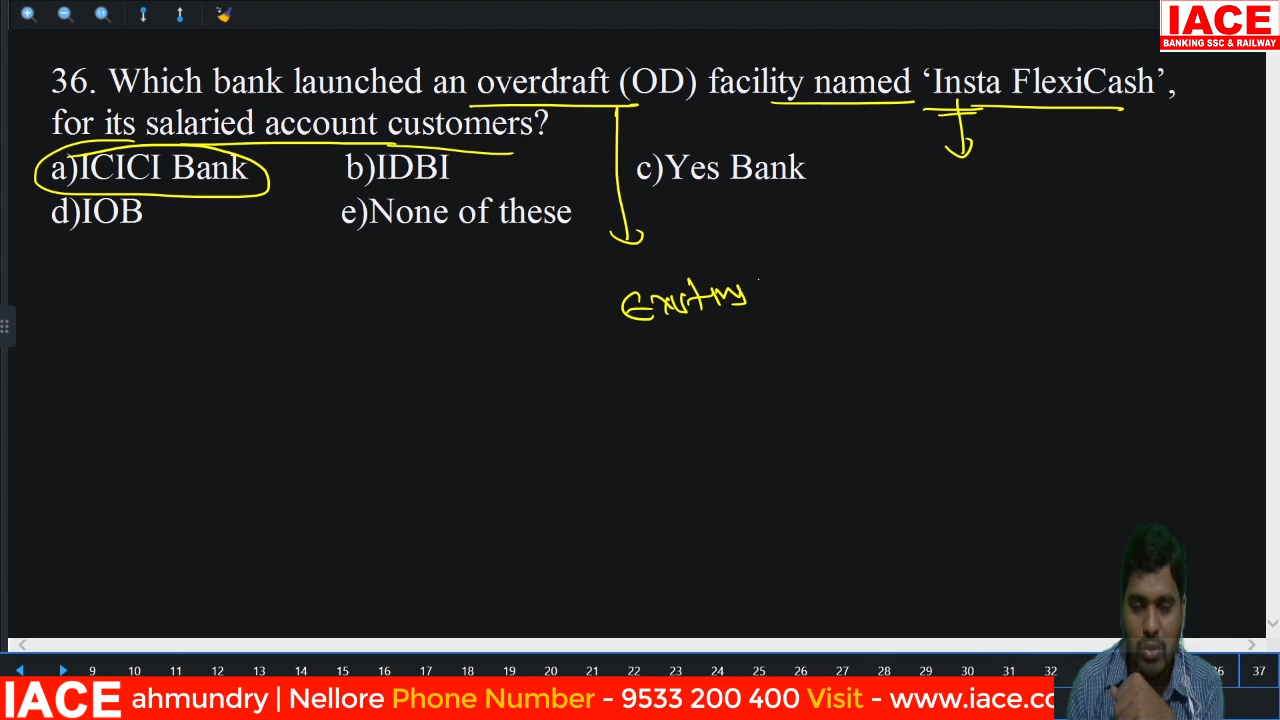 IACE
BANKING SSC & RAILWAY
36. Which bank launched an overdraft (OD) facility named ‘Insta FlexiCash’,
for its salaried account customers?
a)ICICI Bank b)IDBI c)Yes Bank
d)IOB e)None of these
Existing
9 10 11 12 13 14 15 16 17 18 19 20 21 22 23 24 25 26 27 28 29 30 31 32 36 37
IACE ahmundry | Nellore Phone Number - 9533 200 400 Visit - www.iace.co